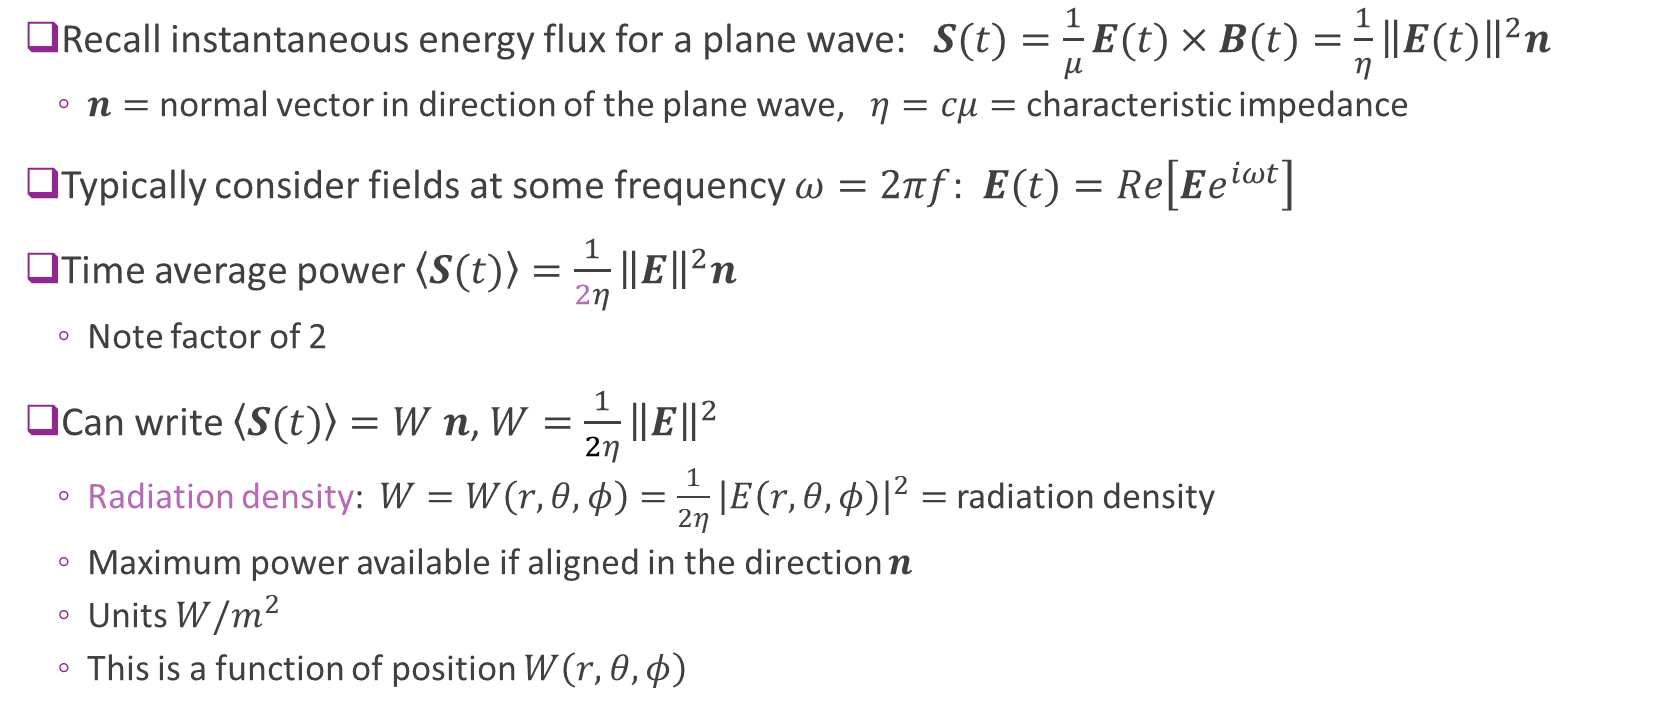 ❑Recall instantaneous energy flux for a plane wave: 𝑺(𝑡) = 1/𝜇 𝑬(𝑡) × 𝑩(𝑡) = 1/𝜂 ‖𝑬(𝑡)‖²𝒏
◦ 𝒏 = normal vector in direction of the plane wave, 𝜂 = 𝑐𝜇 = characteristic impedance
❑Typically consider fields at some frequency 𝜔 = 2𝜋𝑓: 𝑬(𝑡) = 𝑅𝑒[𝑬𝑒^{𝑖𝜔𝑡}]
❑Time average power ⟨𝑺(𝑡)⟩ = 1/2𝜂 ‖𝑬‖²𝒏
◦ Note factor of 2
❑Can write ⟨𝑺(𝑡)⟩ = 𝑊 𝒏, 𝑊 = 1/2𝜂 ‖𝑬‖²
◦ Radiation density: 𝑊 = 𝑊(𝑟, 𝜃, 𝜙) = 1/2𝜂 |𝐸(𝑟, 𝜃, 𝜙)|² = radiation density
◦ Maximum power available if aligned in the direction 𝒏
◦ Units 𝑊/𝑚²
◦ This is a function of position 𝑊(𝑟, 𝜃, 𝜙)